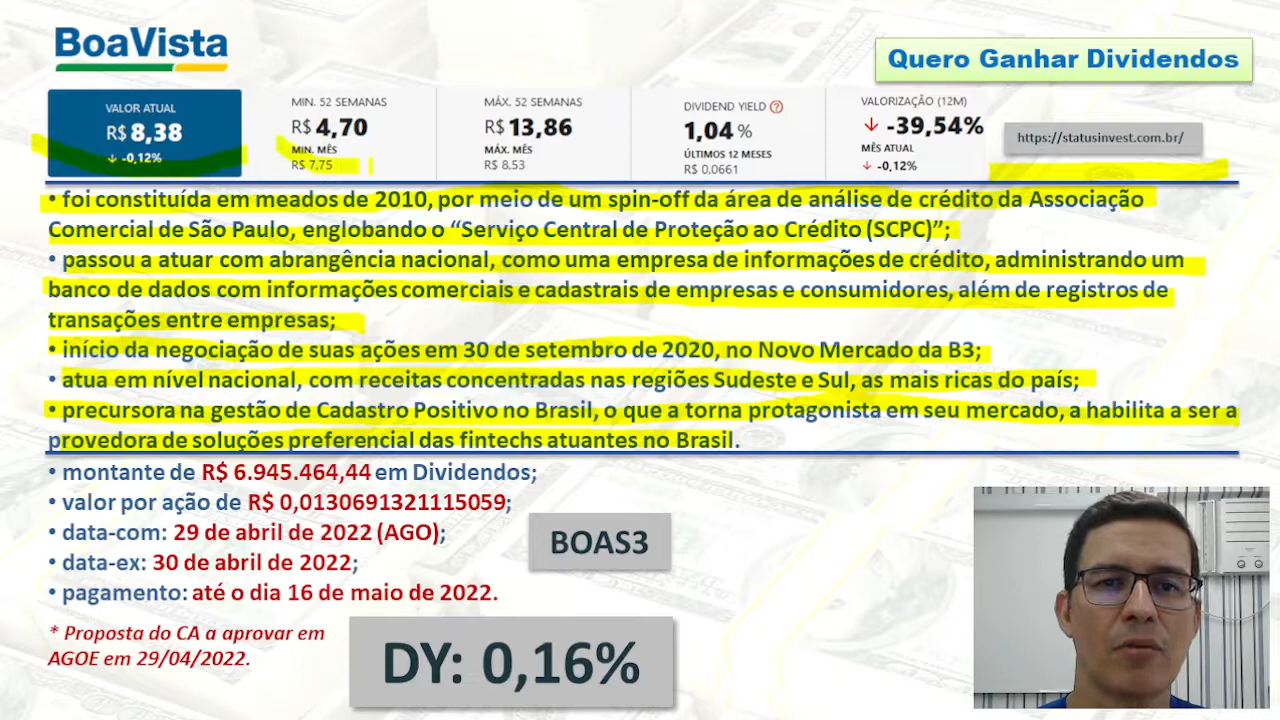 BoaVista
Quero Ganhar Dividendos
VALOR ATUAL
R$ 8,38
↓ -0,12%
MIN. 52 SEMANAS
R$ 4,70
MIN. MÊS
R$ 7,75
MÁX. 52 SEMANAS
R$ 13,86
MÁX. MÊS
R$ 8,53
DIVIDEND YIELD ?
1,04 %
ÚLTIMOS 12 MESES
R$ 0,0661
VALORIZAÇÃO (12M)
↓ -39,54%
MÊS ATUAL
↓ -0,12%
https://statusinvest.com.br/
• foi constituída em meados de 2010, por meio de um spin-off da área de análise de crédito da Associação
Comercial de São Paulo, englobando o “Serviço Central de Proteção ao Crédito (SCPC)”;
• passou a atuar com abrangência nacional, como uma empresa de informações de crédito, administrando um
banco de dados com informações comerciais e cadastrais de empresas e consumidores, além de registros de
transações entre empresas;
• início da negociação de suas ações em 30 de setembro de 2020, no Novo Mercado da B3;
• atua em nível nacional, com receitas concentradas nas regiões Sudeste e Sul, as mais ricas do país;
• precursora na gestão de Cadastro Positivo no Brasil, o que a torna protagonista em seu mercado, a habilita a ser a
provedora de soluções preferencial das fintechs atuantes no Brasil.
• montante de R$ 6.945.464,44 em Dividendos;
• valor por ação de R$ 0,0130691321115059;
• data-com: 29 de abril de 2022 (AGO);
• data-ex: 30 de abril de 2022;
• pagamento: até o dia 16 de maio de 2022.
BOAS3
* Proposta do CA a aprovar em
AGOE em 29/04/2022.
DY: 0,16%